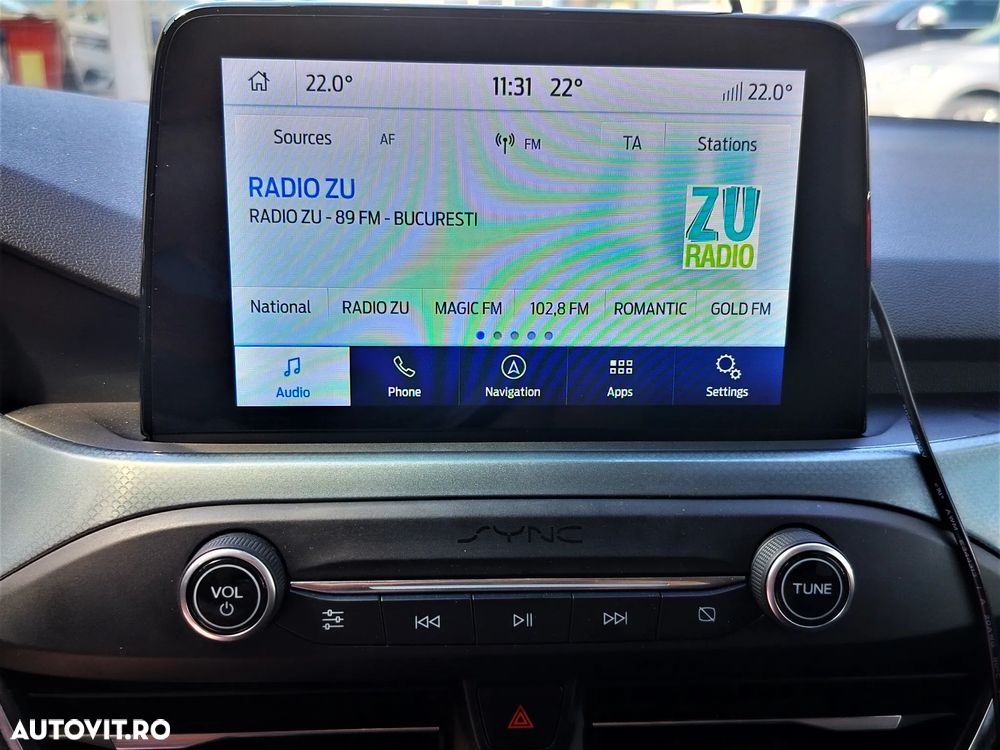 22.0°
11:31 22°
22.0°
Sources
AF
FM
TA
Stations
RADIO ZU
RADIO ZU - 89 FM - BUCURESTI
ZU
RADIO
National RADIO ZU MAGIC FM 102,8 FM ROMANTIC GOLD FM
Audio Phone Navigation Apps Settings
SYNC
VOL
TUNE
AUTOVIT.RO